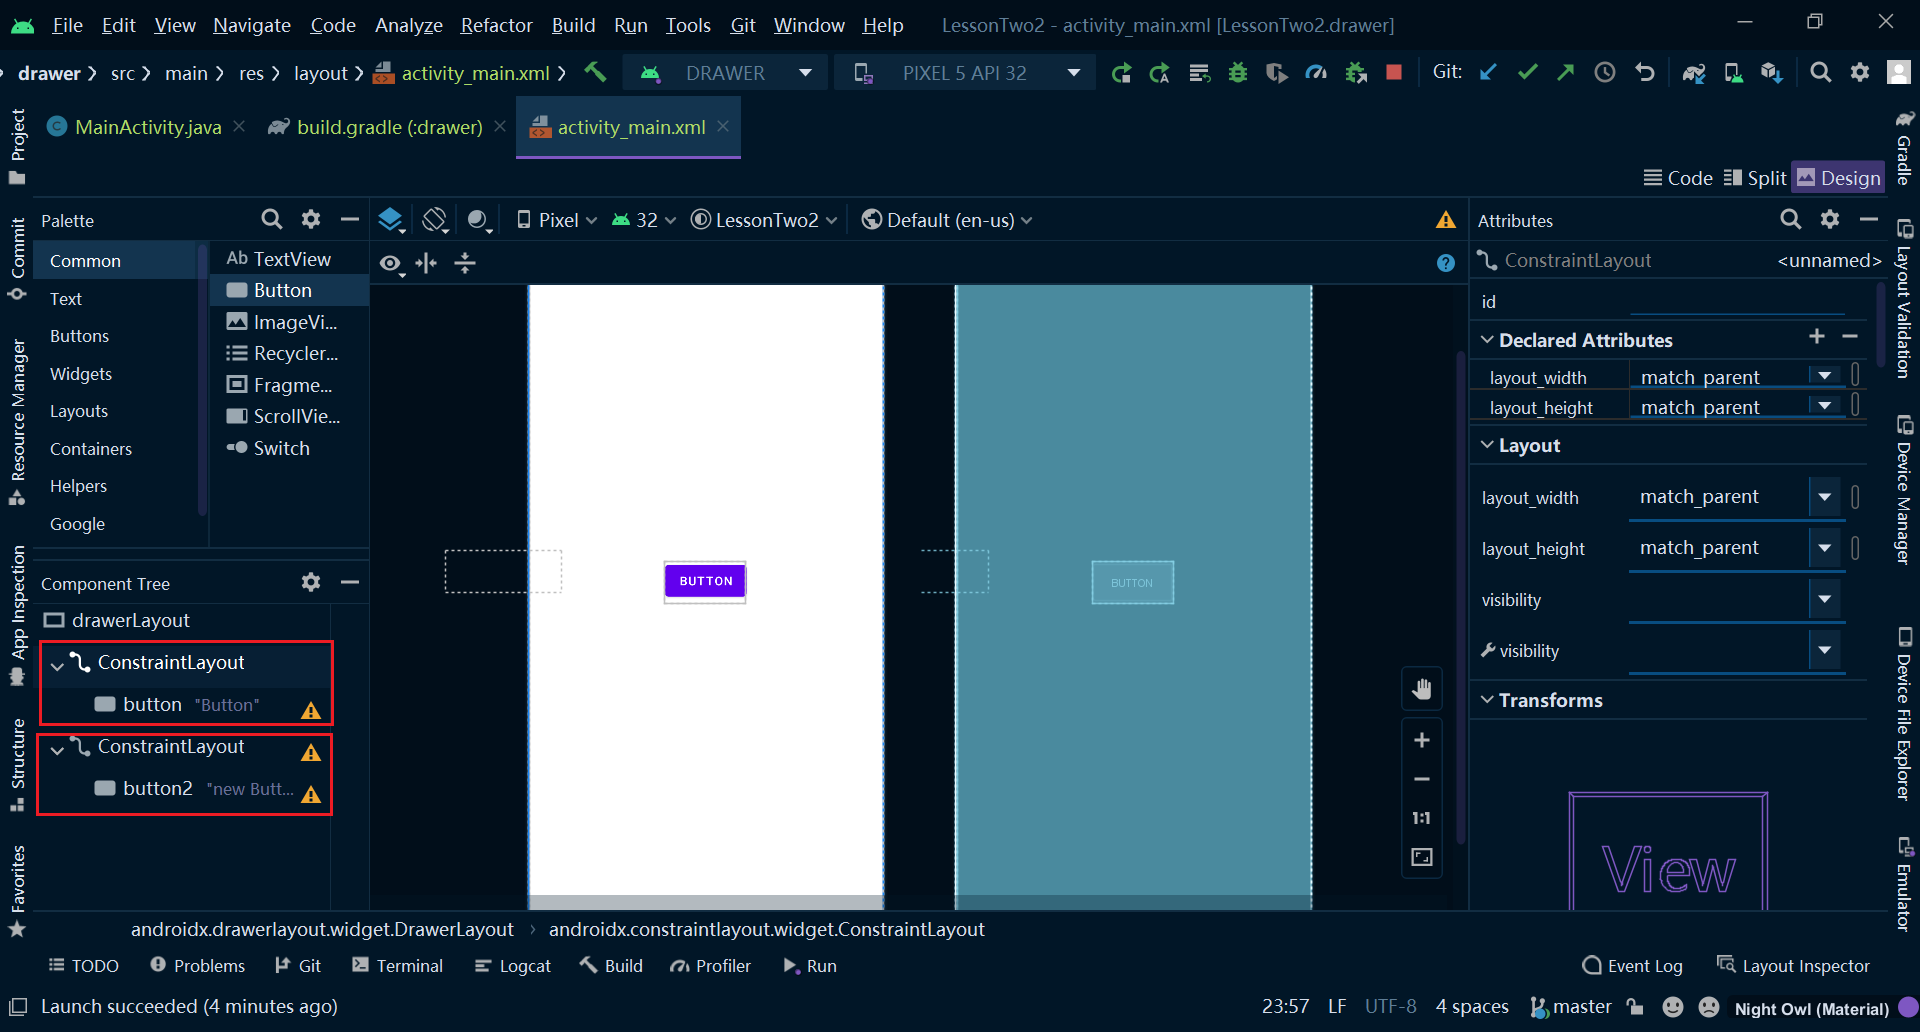 File Edit View Navigate Code Analyze Refactor Build Run Tools Git Window Help LessonTwo2 - activity_main.xml [LessonTwo2.drawer]
drawer src main res layout activity_main.xml DRAWER PIXEL 5 API 32 Git:
MainActivity.java build.gradle (:drawer) activity_main.xml
Code Split Design
Project
Commit
Resource Manager
App Inspection
Structure
Favorites
Palette
Common
Text
Buttons
Widgets
Layouts
Containers
Helpers
Google
Ab TextView
Button
ImageVi...
Recycler...
Fragme...
ScrollVie...
Switch
Component Tree
drawerLayout
ConstraintLayout
button "Button"
ConstraintLayout
button2 "new Butt...
Pixel 32 LessonTwo2 Default (en-us)
BUTTON
BUTTON
1:1
Attributes
ConstraintLayout <unnamed>
id
Declared Attributes
layout_width match_parent
layout_height match_parent
Layout
layout_width match_parent
layout_height match_parent
visibility
visibility
Transforms
View
Gradle
Layout Validation
Device Manager
Device File Explorer
Emulator
androidx.drawerlayout.widget.DrawerLayout androidx.constraintlayout.widget.ConstraintLayout
TODO Problems Git Terminal Logcat Build Profiler Run Event Log Layout Inspector
Launch succeeded (4 minutes ago) 23:57 LF UTF-8 4 spaces master Night Owl (Material)